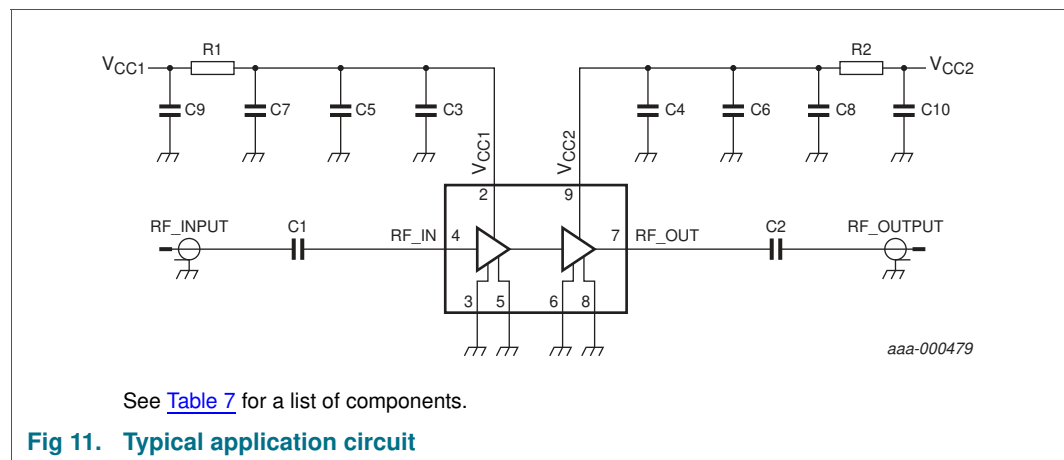 R1 R2
VCC1 VCC2
C9 C7 C5 C3 C4 C6 C8 C10
VCC1 VCC2
2 9
RF_INPUT C1 RF_IN 4 7 RF_OUT C2 RF_OUTPUT
3 5 6 8
aaa-000479
See Table 7 for a list of components.
Fig 11. Typical application circuit